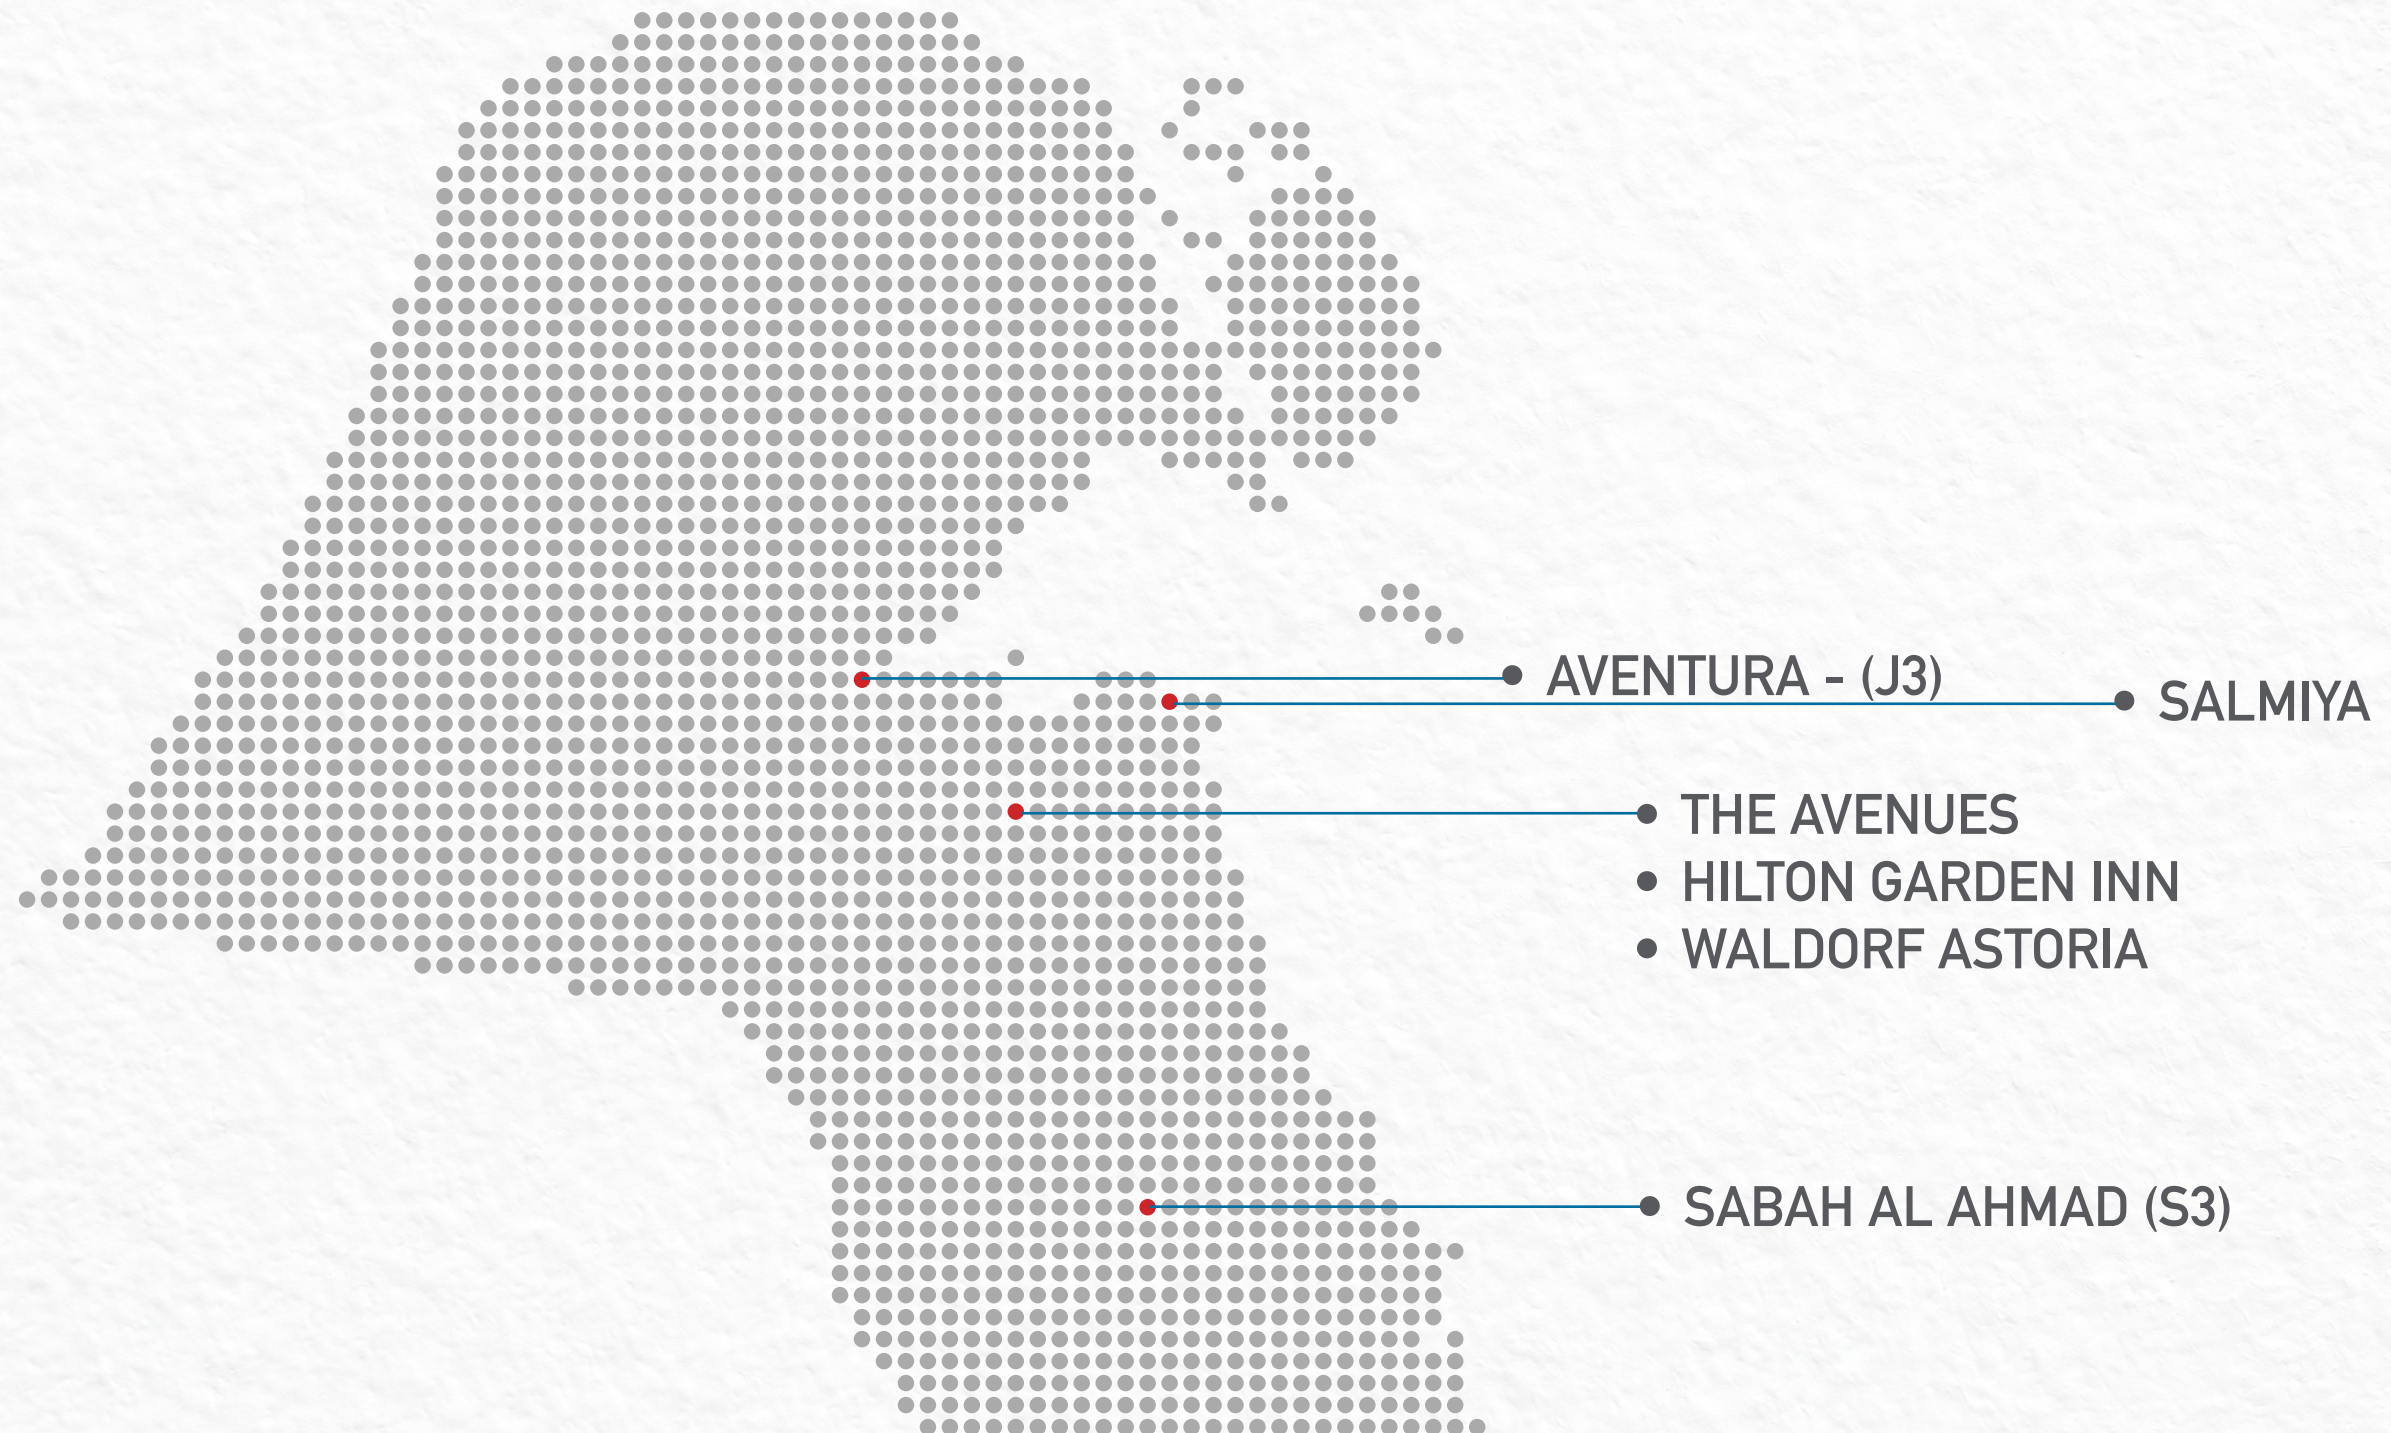 AVENTURA - (J3)
SALMIYA
THE AVENUES
HILTON GARDEN INN
WALDORF ASTORIA
SABAH AL AHMAD (S3)